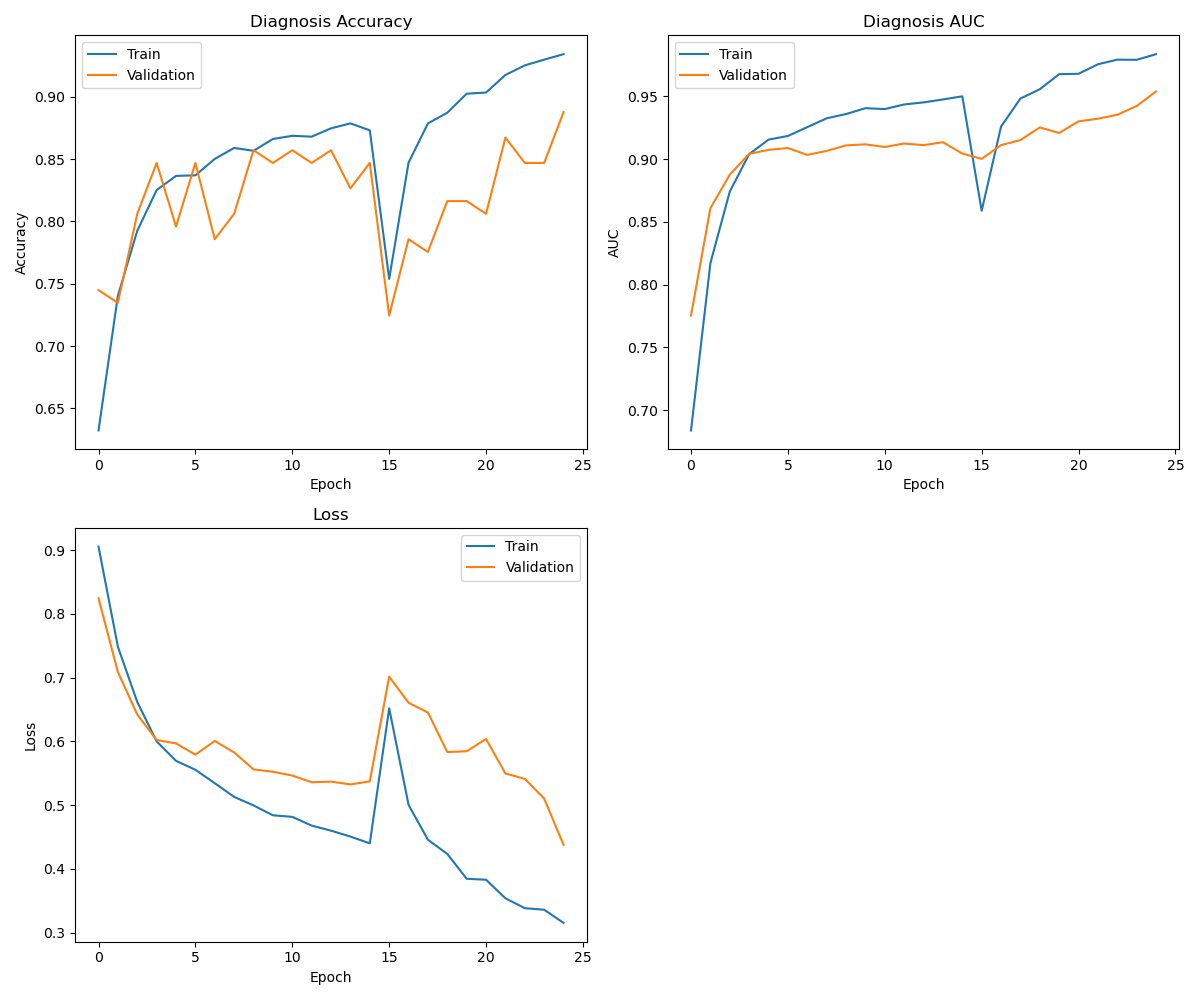 Diagnosis Accuracy
Train
Validation
0.90
0.85
0.80
0.75
0.70
0.65
Accuracy
0 5 10 15 20 25
Epoch
Diagnosis AUC
Train
Validation
0.95
0.90
0.85
0.80
0.75
0.70
AUC
0 5 10 15 20 25
Epoch
Loss
Train
Validation
0.9
0.8
0.7
0.6
0.5
0.4
0.3
Loss
0 5 10 15 20 25
Epoch